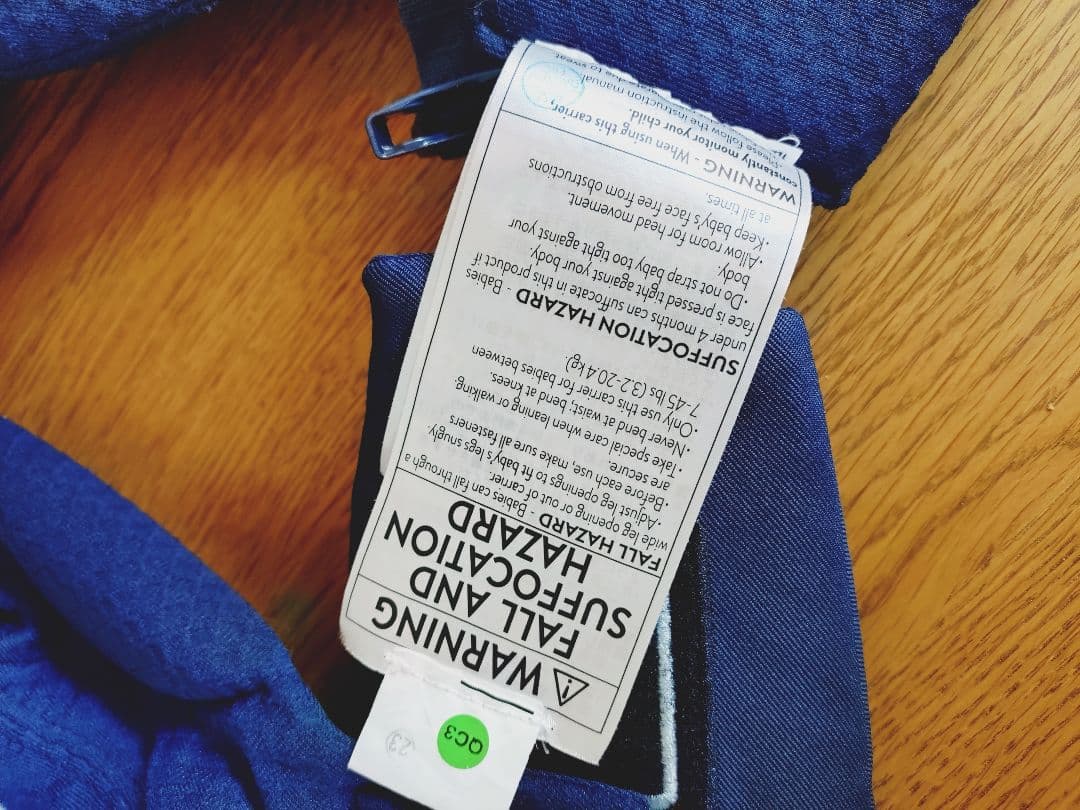 WARNING
FALL AND
SUFFOCATION
HAZARD
FALL HAZARD - Babies can fall through a
wide leg opening or out of carrier.
•Adjust leg openings to fit baby's legs snugly.
•Before each use, make sure all fasteners
are secure.
•Take special care when leaning or walking.
•Never bend at waist; bend at knees.
•Only use this carrier for babies between
7-45 lbs (3.2-20.4 kg).
SUFFOCATION HAZARD - Babies
under 4 months can suffocate in this product if
face is pressed tight against your body.
•Do not strap baby too tight against your
body.
•Allow room for head movement.
•Keep baby's face free from obstructions
at all times.
WARNING - When using this carrier,
constantly monitor your child.
Please follow the instruction manual
due to sweat
QC3
23